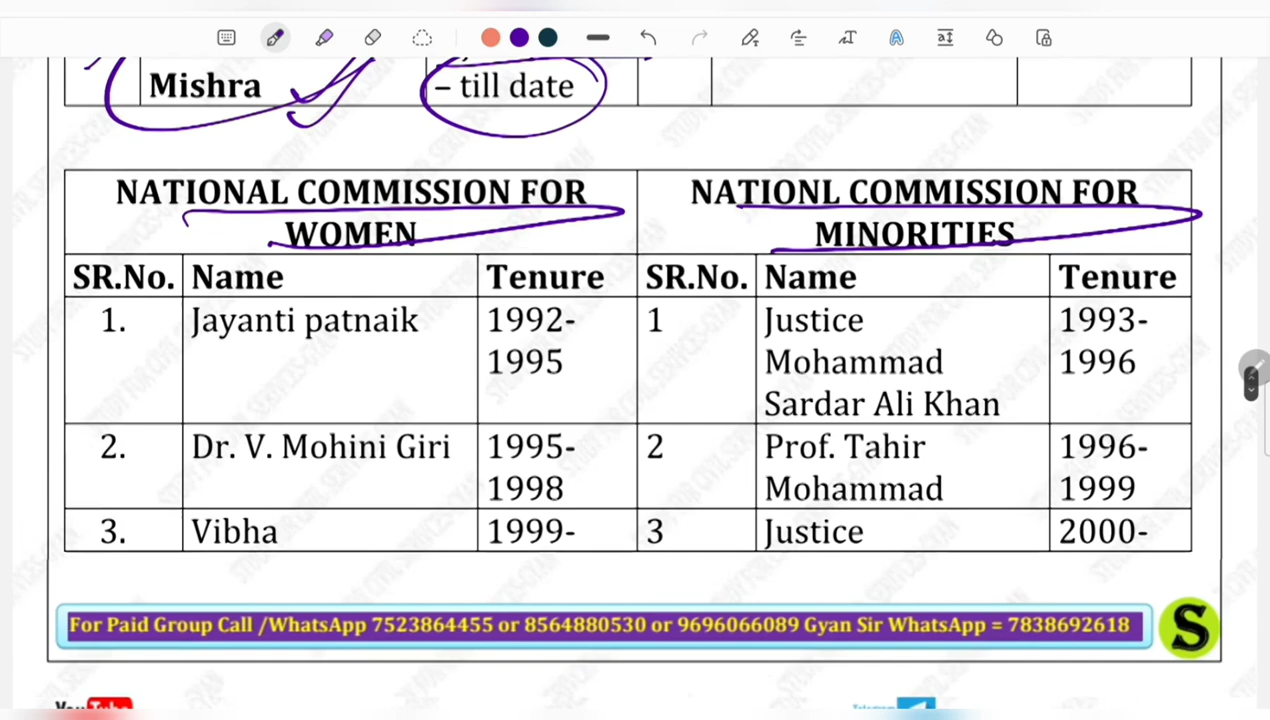 Mishra
– till date
NATIONAL COMMISSION FOR
WOMEN
NATIONL COMMISSION FOR
MINORITIES
SR.No. Name Tenure SR.No. Name Tenure
1. Jayanti patnaik 1992- 1 Justice 1993-
1995 Mohammad 1996
Sardar Ali Khan
2. Dr. V. Mohini Giri 1995- 2 Prof. Tahir 1996-
1998 Mohammad 1999
3. Vibha 1999- 3 Justice 2000-
For Paid Group Call /WhatsApp 7523864455 or 8564880530 or 9696066089 Gyan Sir WhatsApp = 7838692618
S